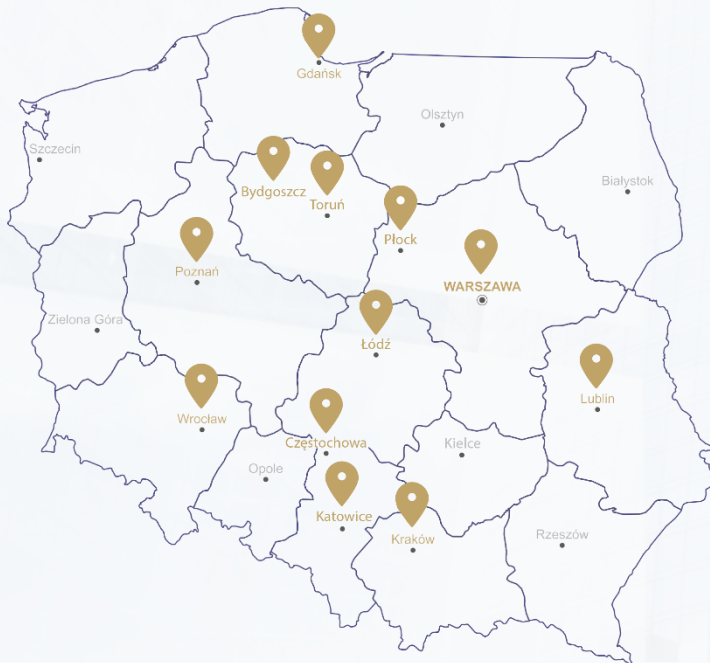 Gdańsk
Olsztyn
Szczecin
Białystok
Bydgoszcz
Toruń
Płock
Poznań
WARSZAWA
Zielona Góra
Łódź
Lublin
Wrocław
Częstochowa
Kielce
Opole
Katowice
Kraków
Rzeszów